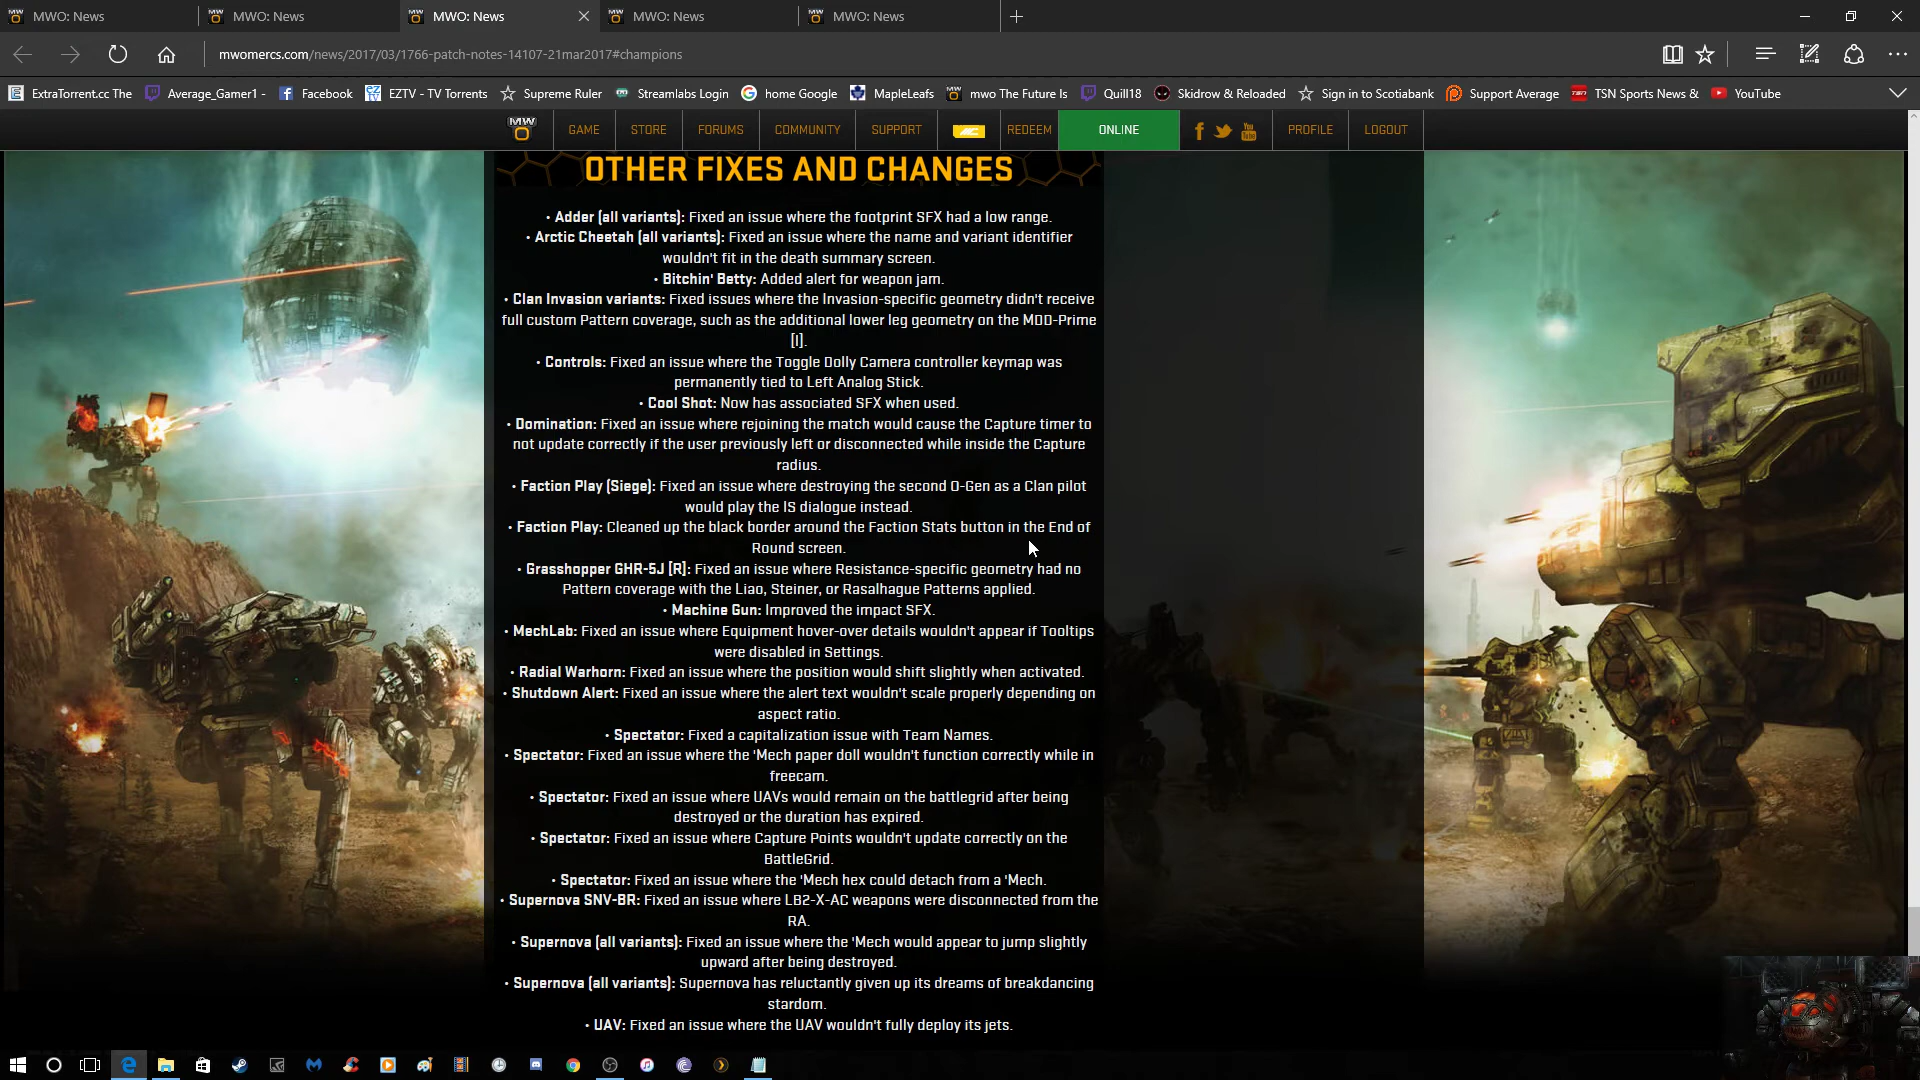 MWO: News
MWO: News
MWO: News
MWO: News
MWO: News
mwomercs.com/news/2017/03/1766-patch-notes-14107-21mar2017#champions
ExtraTorrent.cc The
Average_Gamer1 -
Facebook
EZTV - TV Torrents
Supreme Ruler
Streamlabs Login
home Google
MapleLeafs
mwo The Future Is
Quill18
Skidrow & Reloaded
Sign in to Scotiabank
Support Average
TSN Sports News &
YouTube
MW
GAME
STORE
FORUMS
COMMUNITY
SUPPORT
MC
REDEEM
ONLINE
PROFILE
LOGOUT
OTHER FIXES AND CHANGES
• Adder (all variants): Fixed an issue where the footprint SFX had a low range.
• Arctic Cheetah (all variants): Fixed an issue where the name and variant identifier
wouldn't fit in the death summary screen.
• Bitchin' Betty: Added alert for weapon jam.
• Clan Invasion variants: Fixed issues where the Invasion-specific geometry didn't receive
full custom Pattern coverage, such as the additional lower leg geometry on the MDD-Prime
[I].
• Controls: Fixed an issue where the Toggle Dolly Camera controller keymap was
permanently tied to Left Analog Stick.
• Cool Shot: Now has associated SFX when used.
• Domination: Fixed an issue where rejoining the match would cause the Capture timer to
not update correctly if the user previously left or disconnected while inside the Capture
radius.
• Faction Play (Siege): Fixed an issue where destroying the second O-Gen as a Clan pilot
would play the IS dialogue instead.
• Faction Play: Cleaned up the black border around the Faction Stats button in the End of
Round screen.
• Grasshopper GHR-5J [R]: Fixed an issue where Resistance-specific geometry had no
Pattern coverage with the Liao, Steiner, or Rasalhague Patterns applied.
• Machine Gun: Improved the impact SFX.
• MechLab: Fixed an issue where Equipment hover-over details wouldn't appear if Tooltips
were disabled in Settings.
• Radial Warhorn: Fixed an issue where the position would shift slightly when activated.
• Shutdown Alert: Fixed an issue where the alert text wouldn't scale properly depending on
aspect ratio.
• Spectator: Fixed a capitalization issue with Team Names.
• Spectator: Fixed an issue where the 'Mech paper doll wouldn't function correctly while in
freecam.
• Spectator: Fixed an issue where UAVs would remain on the battlegrid after being
destroyed or the duration has expired.
• Spectator: Fixed an issue where Capture Points wouldn't update correctly on the
BattleGrid.
• Spectator: Fixed an issue where the 'Mech hex could detach from a 'Mech.
• Supernova SNV-BR: Fixed an issue where LB2-X-AC weapons were disconnected from the
RA.
• Supernova (all variants): Fixed an issue where the 'Mech would appear to jump slightly
upward after being destroyed.
• Supernova (all variants): Supernova has reluctantly given up its dreams of breakdancing
stardom.
• UAV: Fixed an issue where the UAV wouldn't fully deploy its jets.